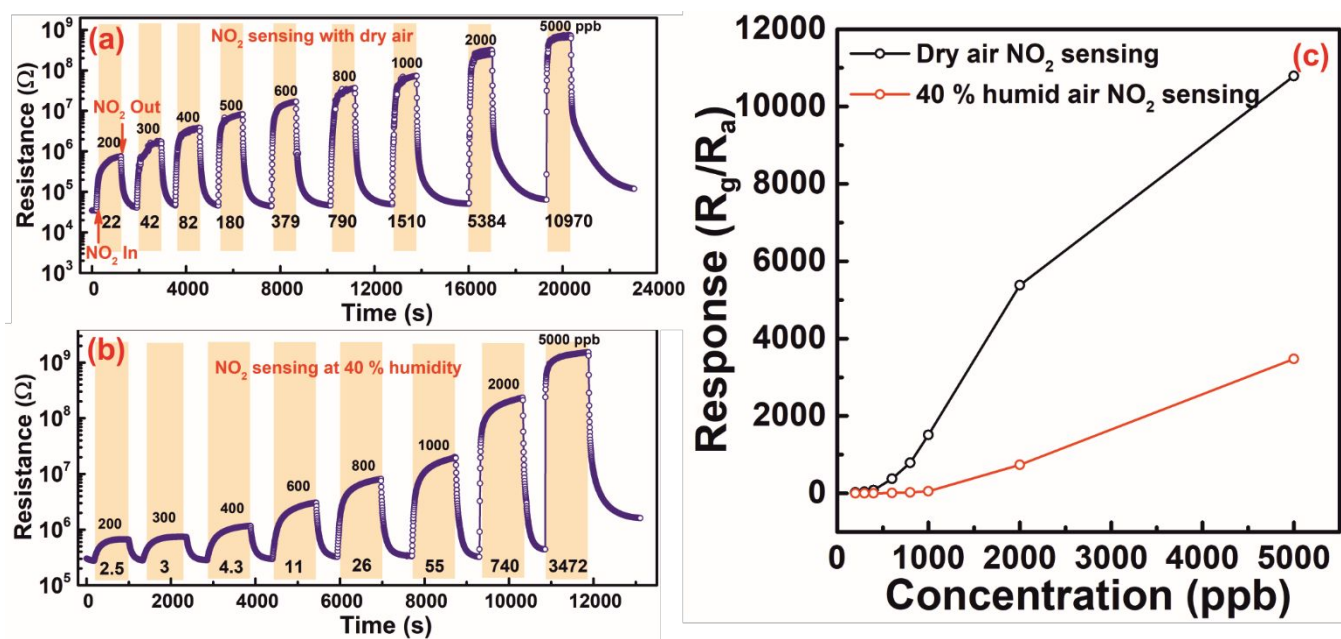 (a)
NO₂ sensing with dry air
5000 ppb
2000
1000
800
600
500
400
300
200
NO₂ Out
NO₂ In
22 42 82 180 379 790 1510 5384 10970
10⁹
10⁸
10⁷
10⁶
10⁵
10⁴
10³
Resistance (Ω)
0 4000 8000 12000 16000 20000 24000
Time (s)
(b)
NO₂ sensing at 40 % humidity
5000 ppb
2000
1000
800
600
400
300
200
2.5 3 4.3 11 26 55 740 3472
10⁹
10⁸
10⁷
10⁶
10⁵
Resistance (Ω)
0 2000 4000 6000 8000 10000 12000
Time (s)
(c)
Dry air NO₂ sensing
40 % humid air NO₂ sensing
12000
10000
8000
6000
4000
2000
0
Response (Rg/Ra)
0 1000 2000 3000 4000 5000
Concentration (ppb)